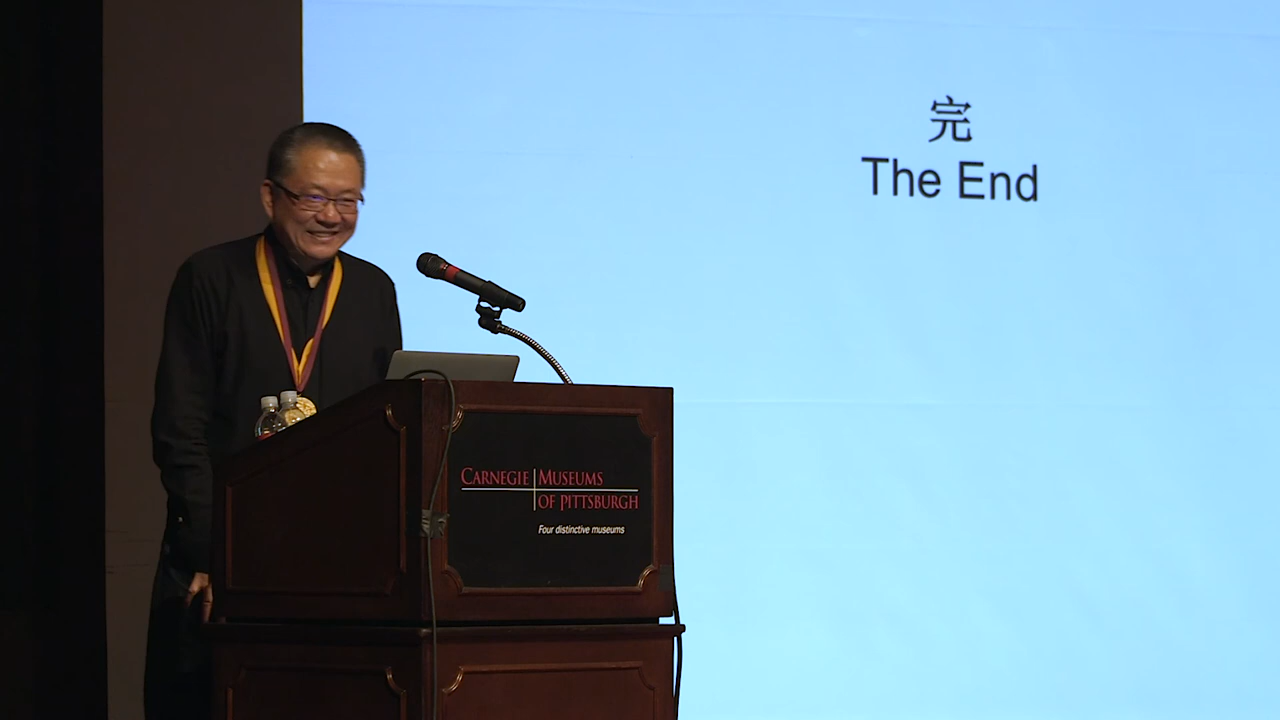 完
The End
CARNEGIE MUSEUMS
OF PITTSBURGH
Four distinctive museums